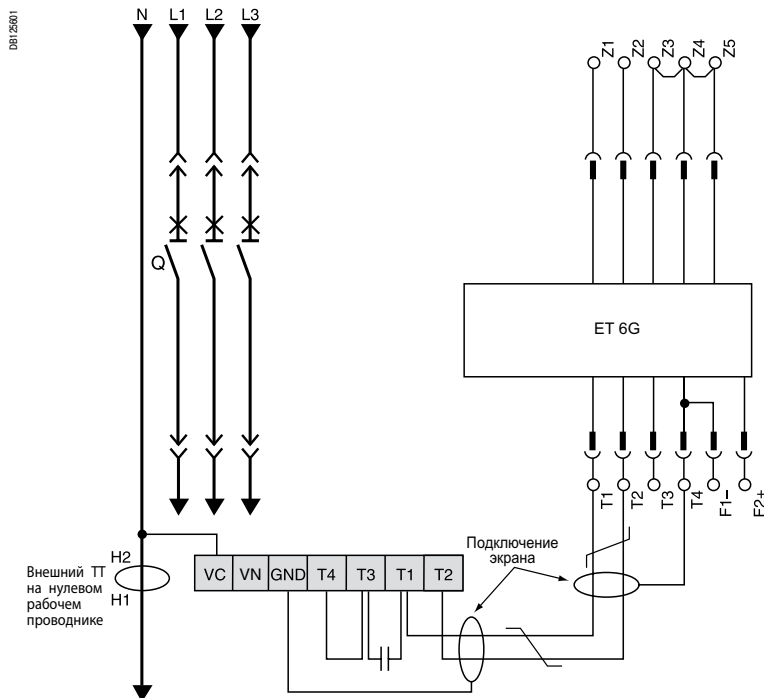 DB125601
N L1 L2 L3
Z1 Z2 Z3 Z4 Z5
Q
ET 6G
T1 T2 T3 T4 F1– F2+
H2
Внешний ТТ
на нулевом
рабочем
проводнике
H1
VC VN GND T4 T3 T1 T2
Подключение
экрана